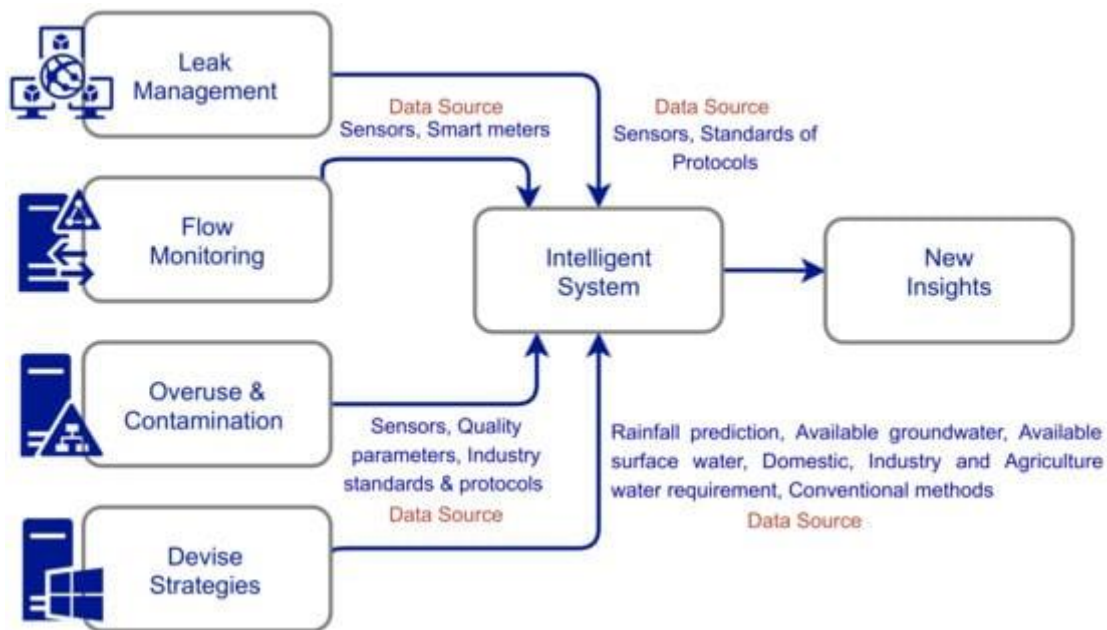 Leak
Management
Data Source
Sensors, Smart meters
Data Source
Sensors, Standards of
Protocols
Flow
Monitoring
Intelligent
System
New
Insights
Overuse &
Contamination
Sensors, Quality
parameters, Industry
standards & protocols
Data Source
Rainfall prediction, Available groundwater, Available
surface water, Domestic, Industry and Agriculture
water requirement, Conventional methods
Data Source
Devise
Strategies